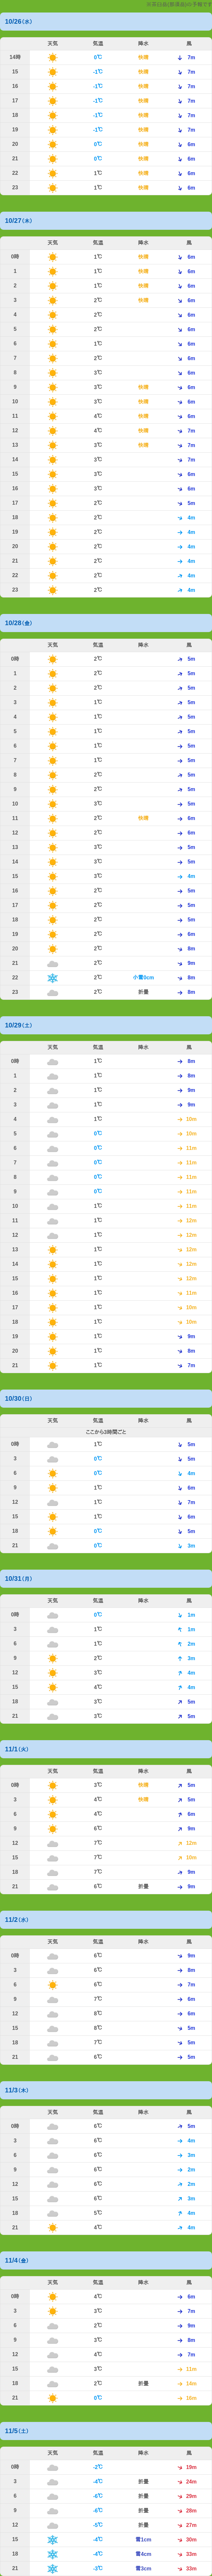 10/26(水)
天気 気温 降水 風
14時 0℃ 快晴 7m
15 -1℃ 快晴 7m
16 -1℃ 快晴 7m
17 -1℃ 快晴 7m
18 -1℃ 快晴 7m
19 -1℃ 快晴 7m
20 0℃ 快晴 6m
21 0℃ 快晴 6m
22 1℃ 快晴 6m
23 1℃ 快晴 6m
10/27(木)
天気 気温 降水 風
0時 1℃ 快晴 6m
1 1℃ 快晴 6m
2 1℃ 快晴 6m
3 2℃ 快晴 6m
4 2℃ 6m
5 2℃ 6m
6 1℃ 6m
7 2℃ 6m
8 3℃ 6m
9 3℃ 快晴 6m
10 3℃ 快晴 6m
11 4℃ 快晴 6m
12 4℃ 快晴 7m
13 3℃ 快晴 7m
14 3℃ 7m
15 3℃ 6m
16 3℃ 6m
17 2℃ 5m
18 2℃ 4m
19 2℃ 4m
20 2℃ 4m
21 2℃ 4m
22 2℃ 4m
23 2℃ 4m
10/28(金)
天気 気温 降水 風
0時 2℃ 5m
1 2℃ 5m
2 2℃ 5m
3 1℃ 5m
4 1℃ 5m
5 1℃ 5m
6 1℃ 5m
7 1℃ 5m
8 2℃ 5m
9 2℃ 5m
10 3℃ 5m
11 2℃ 快晴 6m
12 2℃ 6m
13 3℃ 5m
14 3℃ 5m
15 3℃ 4m
16 2℃ 5m
17 2℃ 5m
18 2℃ 5m
19 2℃ 6m
20 2℃ 8m
21 2℃ 9m
22 2℃ 小雪0cm 8m
23 2℃ 折曇 8m
10/29(土)
天気 気温 降水 風
0時 1℃ 8m
1 1℃ 8m
2 1℃ 9m
3 1℃ 9m
4 1℃ 10m
5 0℃ 10m
6 0℃ 11m
7 0℃ 11m
8 0℃ 11m
9 0℃ 11m
10 1℃ 11m
11 1℃ 12m
12 1℃ 12m
13 1℃ 12m
14 1℃ 12m
15 1℃ 12m
16 1℃ 11m
17 1℃ 10m
18 1℃ 10m
19 1℃ 9m
20 1℃ 8m
21 1℃ 7m
10/30(日)
天気 気温 降水 風
ここから3時間ごと
0時 1℃ 5m
3 0℃ 5m
6 0℃ 4m
9 1℃ 6m
12 1℃ 7m
15 1℃ 6m
18 0℃ 5m
21 0℃ 3m
10/31(月)
天気 気温 降水 風
0時 0℃ 1m
3 1℃ 1m
6 1℃ 2m
9 2℃ 3m
12 3℃ 4m
15 4℃ 4m
18 3℃ 5m
21 3℃ 5m
11/1(火)
天気 気温 降水 風
0時 3℃ 快晴 5m
3 4℃ 快晴 5m
6 4℃ 6m
9 6℃ 9m
12 7℃ 12m
15 7℃ 10m
18 7℃ 9m
21 6℃ 折曇 9m
11/2(水)
天気 気温 降水 風
0時 6℃ 9m
3 6℃ 8m
6 6℃ 7m
9 7℃ 6m
12 8℃ 6m
15 8℃ 5m
18 7℃ 5m
21 6℃ 5m
11/3(木)
天気 気温 降水 風
0時 6℃ 5m
3 6℃ 4m
6 6℃ 3m
9 6℃ 2m
12 6℃ 2m
15 6℃ 3m
18 5℃ 4m
21 4℃ 4m
11/4(金)
天気 気温 降水 風
0時 4℃ 6m
3 3℃ 7m
6 2℃ 9m
9 3℃ 8m
12 4℃ 7m
15 3℃ 11m
18 2℃ 折曇 14m
21 0℃ 16m
11/5(土)
天気 気温 降水 風
0時 -2℃ 19m
3 -4℃ 折曇 24m
6 -6℃ 折曇 29m
9 -6℃ 折曇 28m
12 -5℃ 折曇 27m
15 -4℃ 雪1cm 30m
18 -4℃ 雪4cm 33m
21 -3℃ 雪3cm 33m